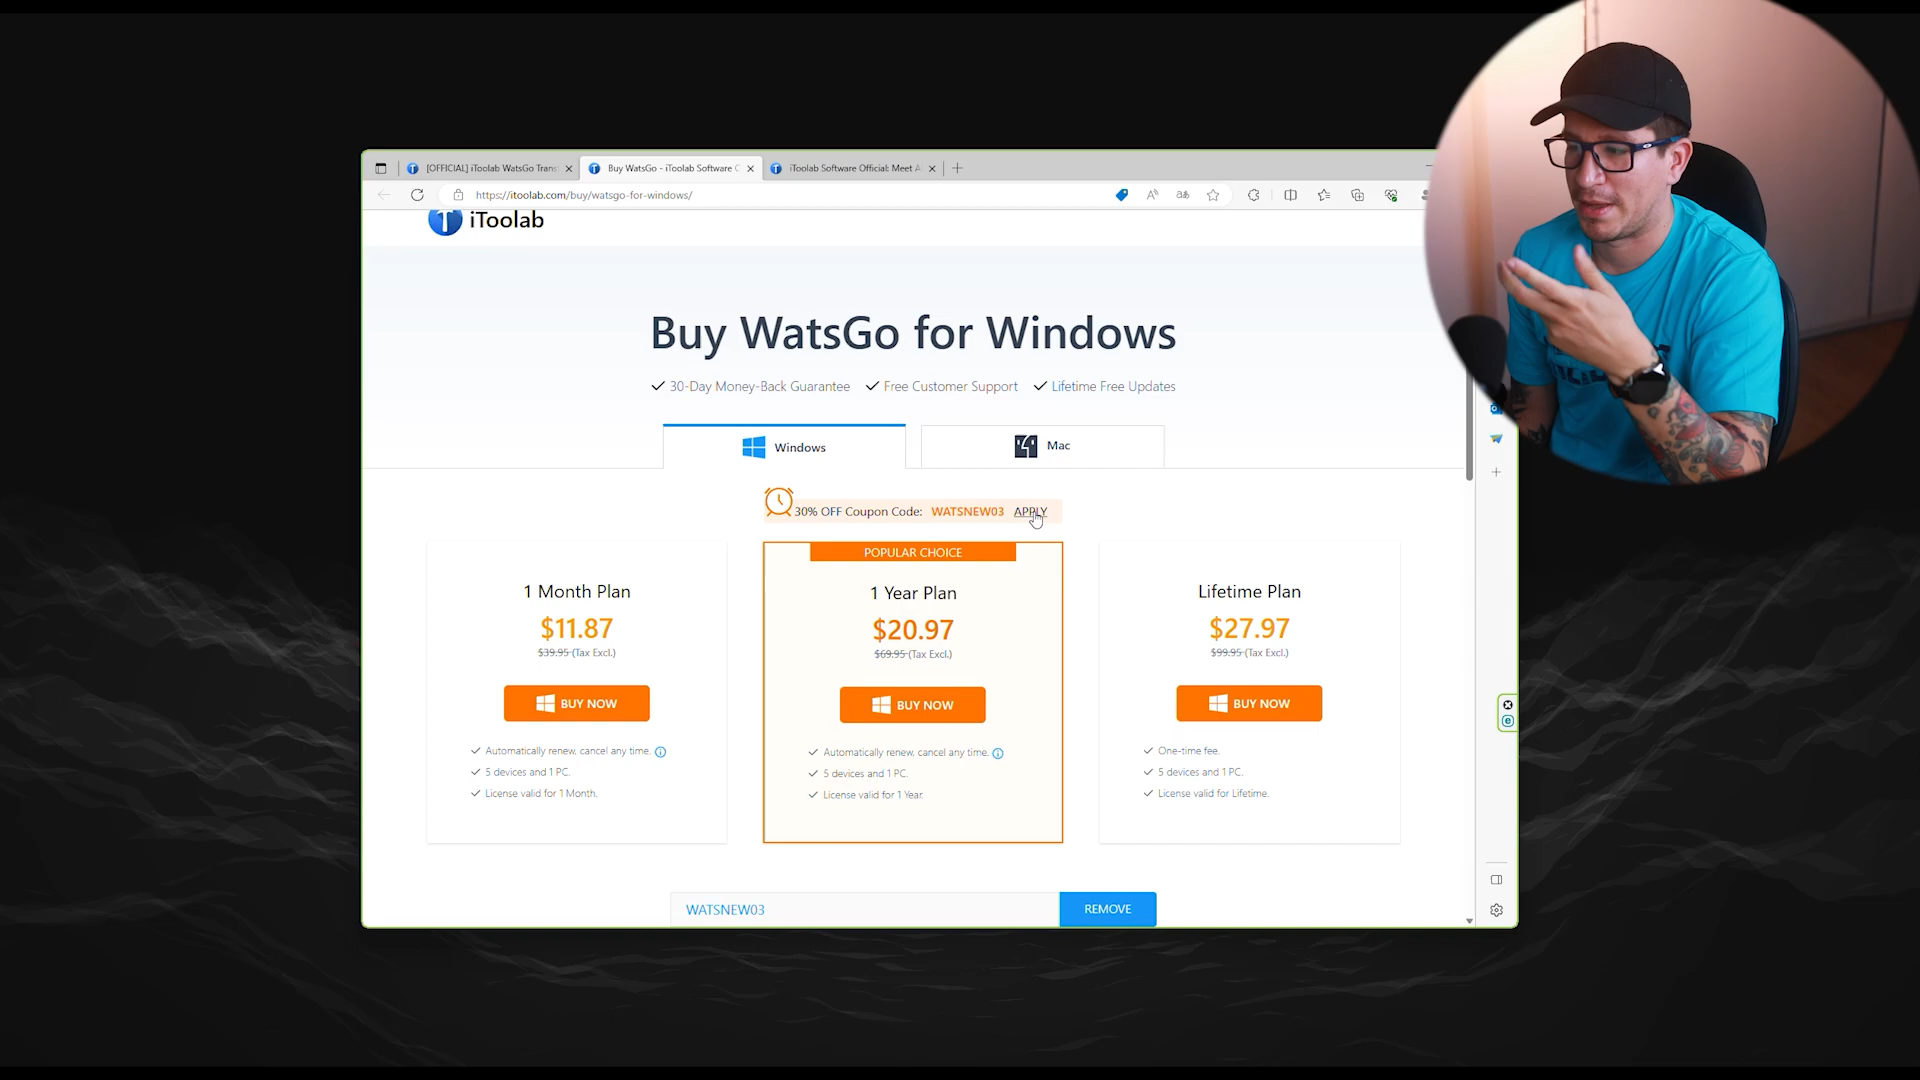 [OFFICIAL] iToolab WatsGo Trans
Buy WatsGo - iToolab Software
iToolab Software Official: Meet A
https://itoolab.com/buy/watsgo-for-windows/
iToolab
Buy WatsGo for Windows
30-Day Money-Back Guarantee
Free Customer Support
Lifetime Free Updates
Windows
Mac
30% OFF Coupon Code: WATSNEW03 APPLY
POPULAR CHOICE
1 Month Plan
$11.87
$39.95 (Tax Excl.)
BUY NOW
Automatically renew, cancel any time.
5 devices and 1 PC.
License valid for 1 Month.
1 Year Plan
$20.97
$69.95 (Tax Excl.)
BUY NOW
Automatically renew, cancel any time.
5 devices and 1 PC.
License valid for 1 Year.
Lifetime Plan
$27.97
$99.95 (Tax Excl.)
BUY NOW
One-time fee.
5 devices and 1 PC.
License valid for Lifetime.
WATSNEW03
REMOVE